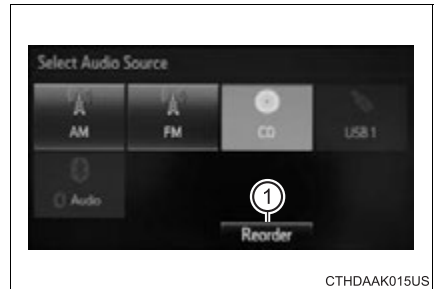 Select Audio Source
AM
FM
CD
USB 1
Audio
1
Reorder
CTHDAAK015US